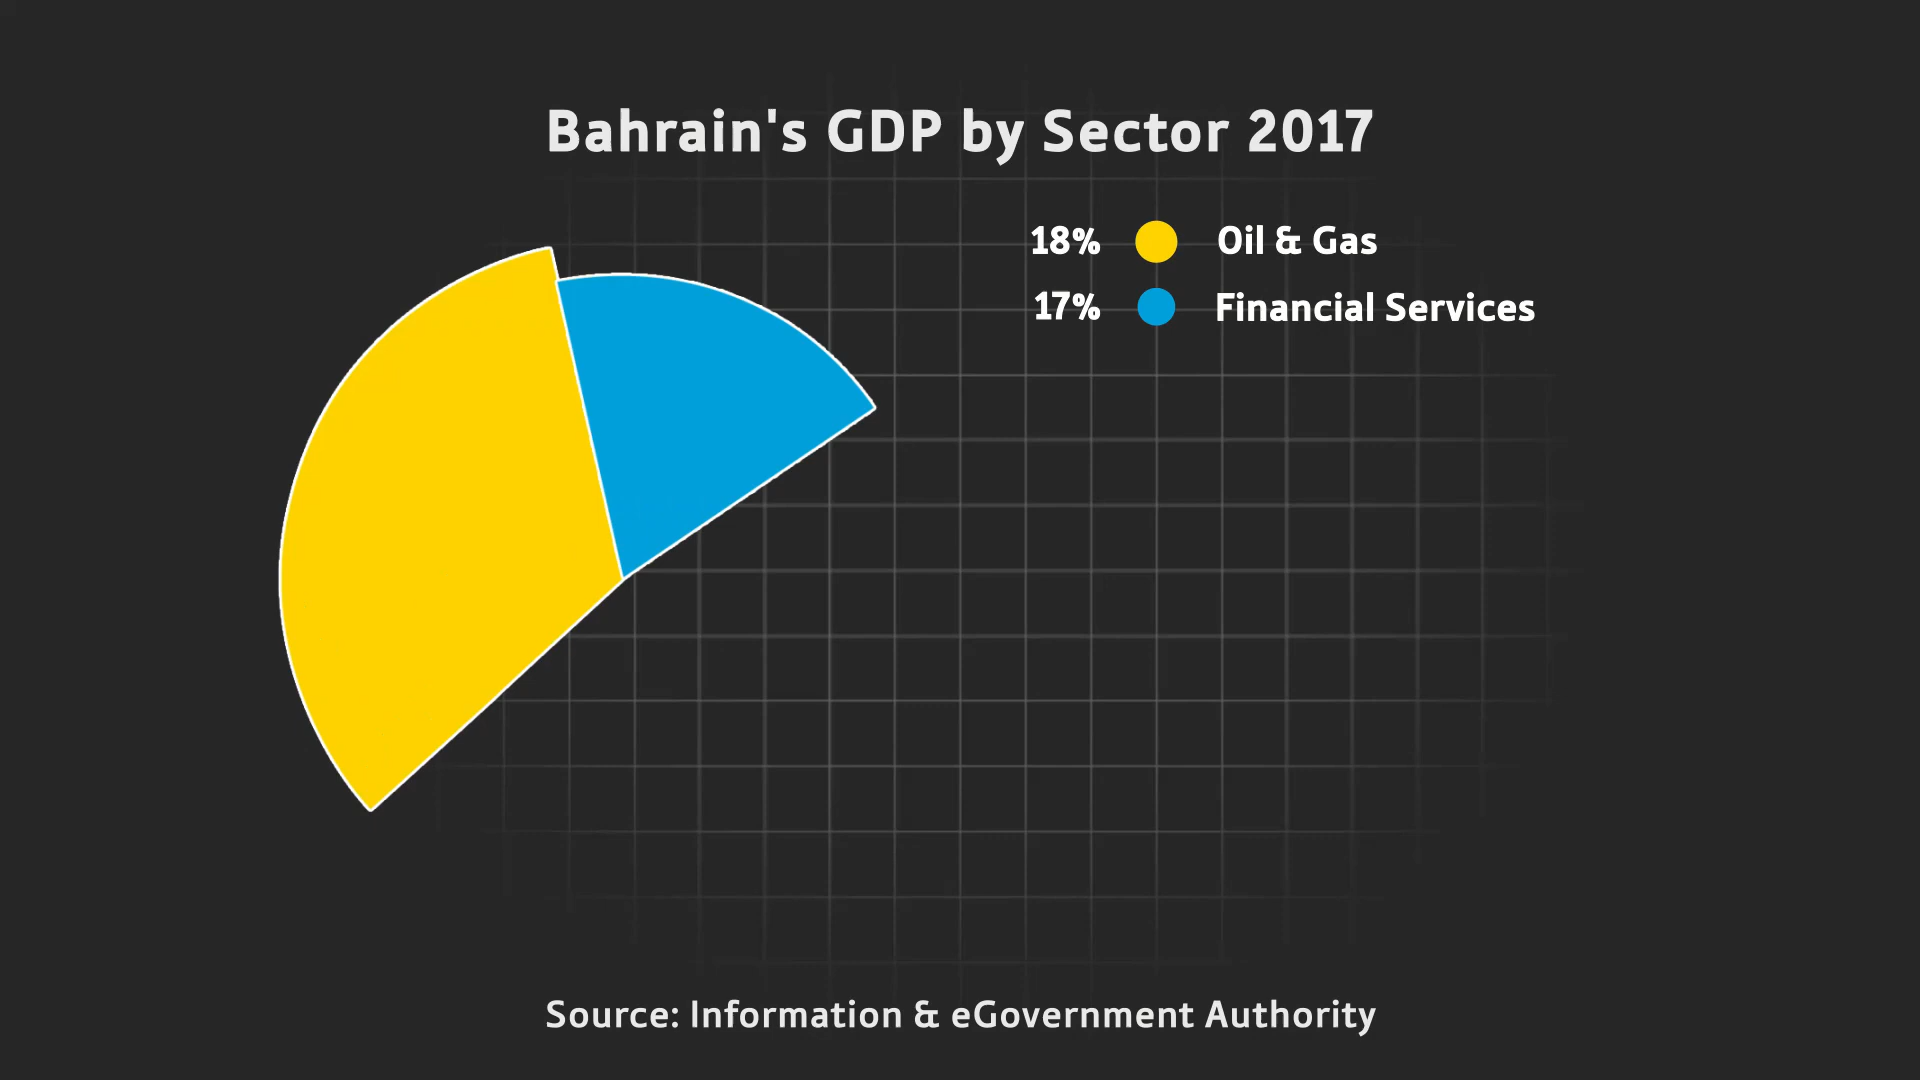 Bahrain's GDP by Sector 2017
18% Oil & Gas
17% Financial Services
Source: Information & eGovernment Authority